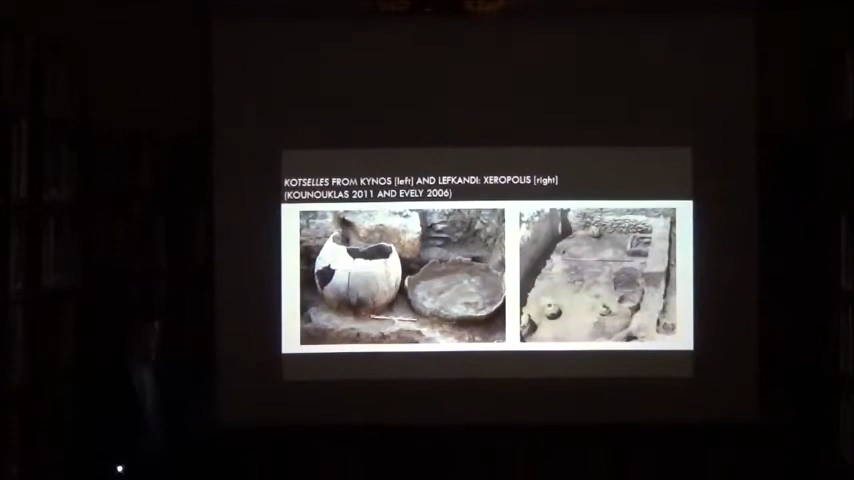 KOTSELLES FROM KYNOS [left] AND LEFKANDI: XEROPOLIS [right]
(KOUNOUKLAS 2011 AND EVELY 2006)